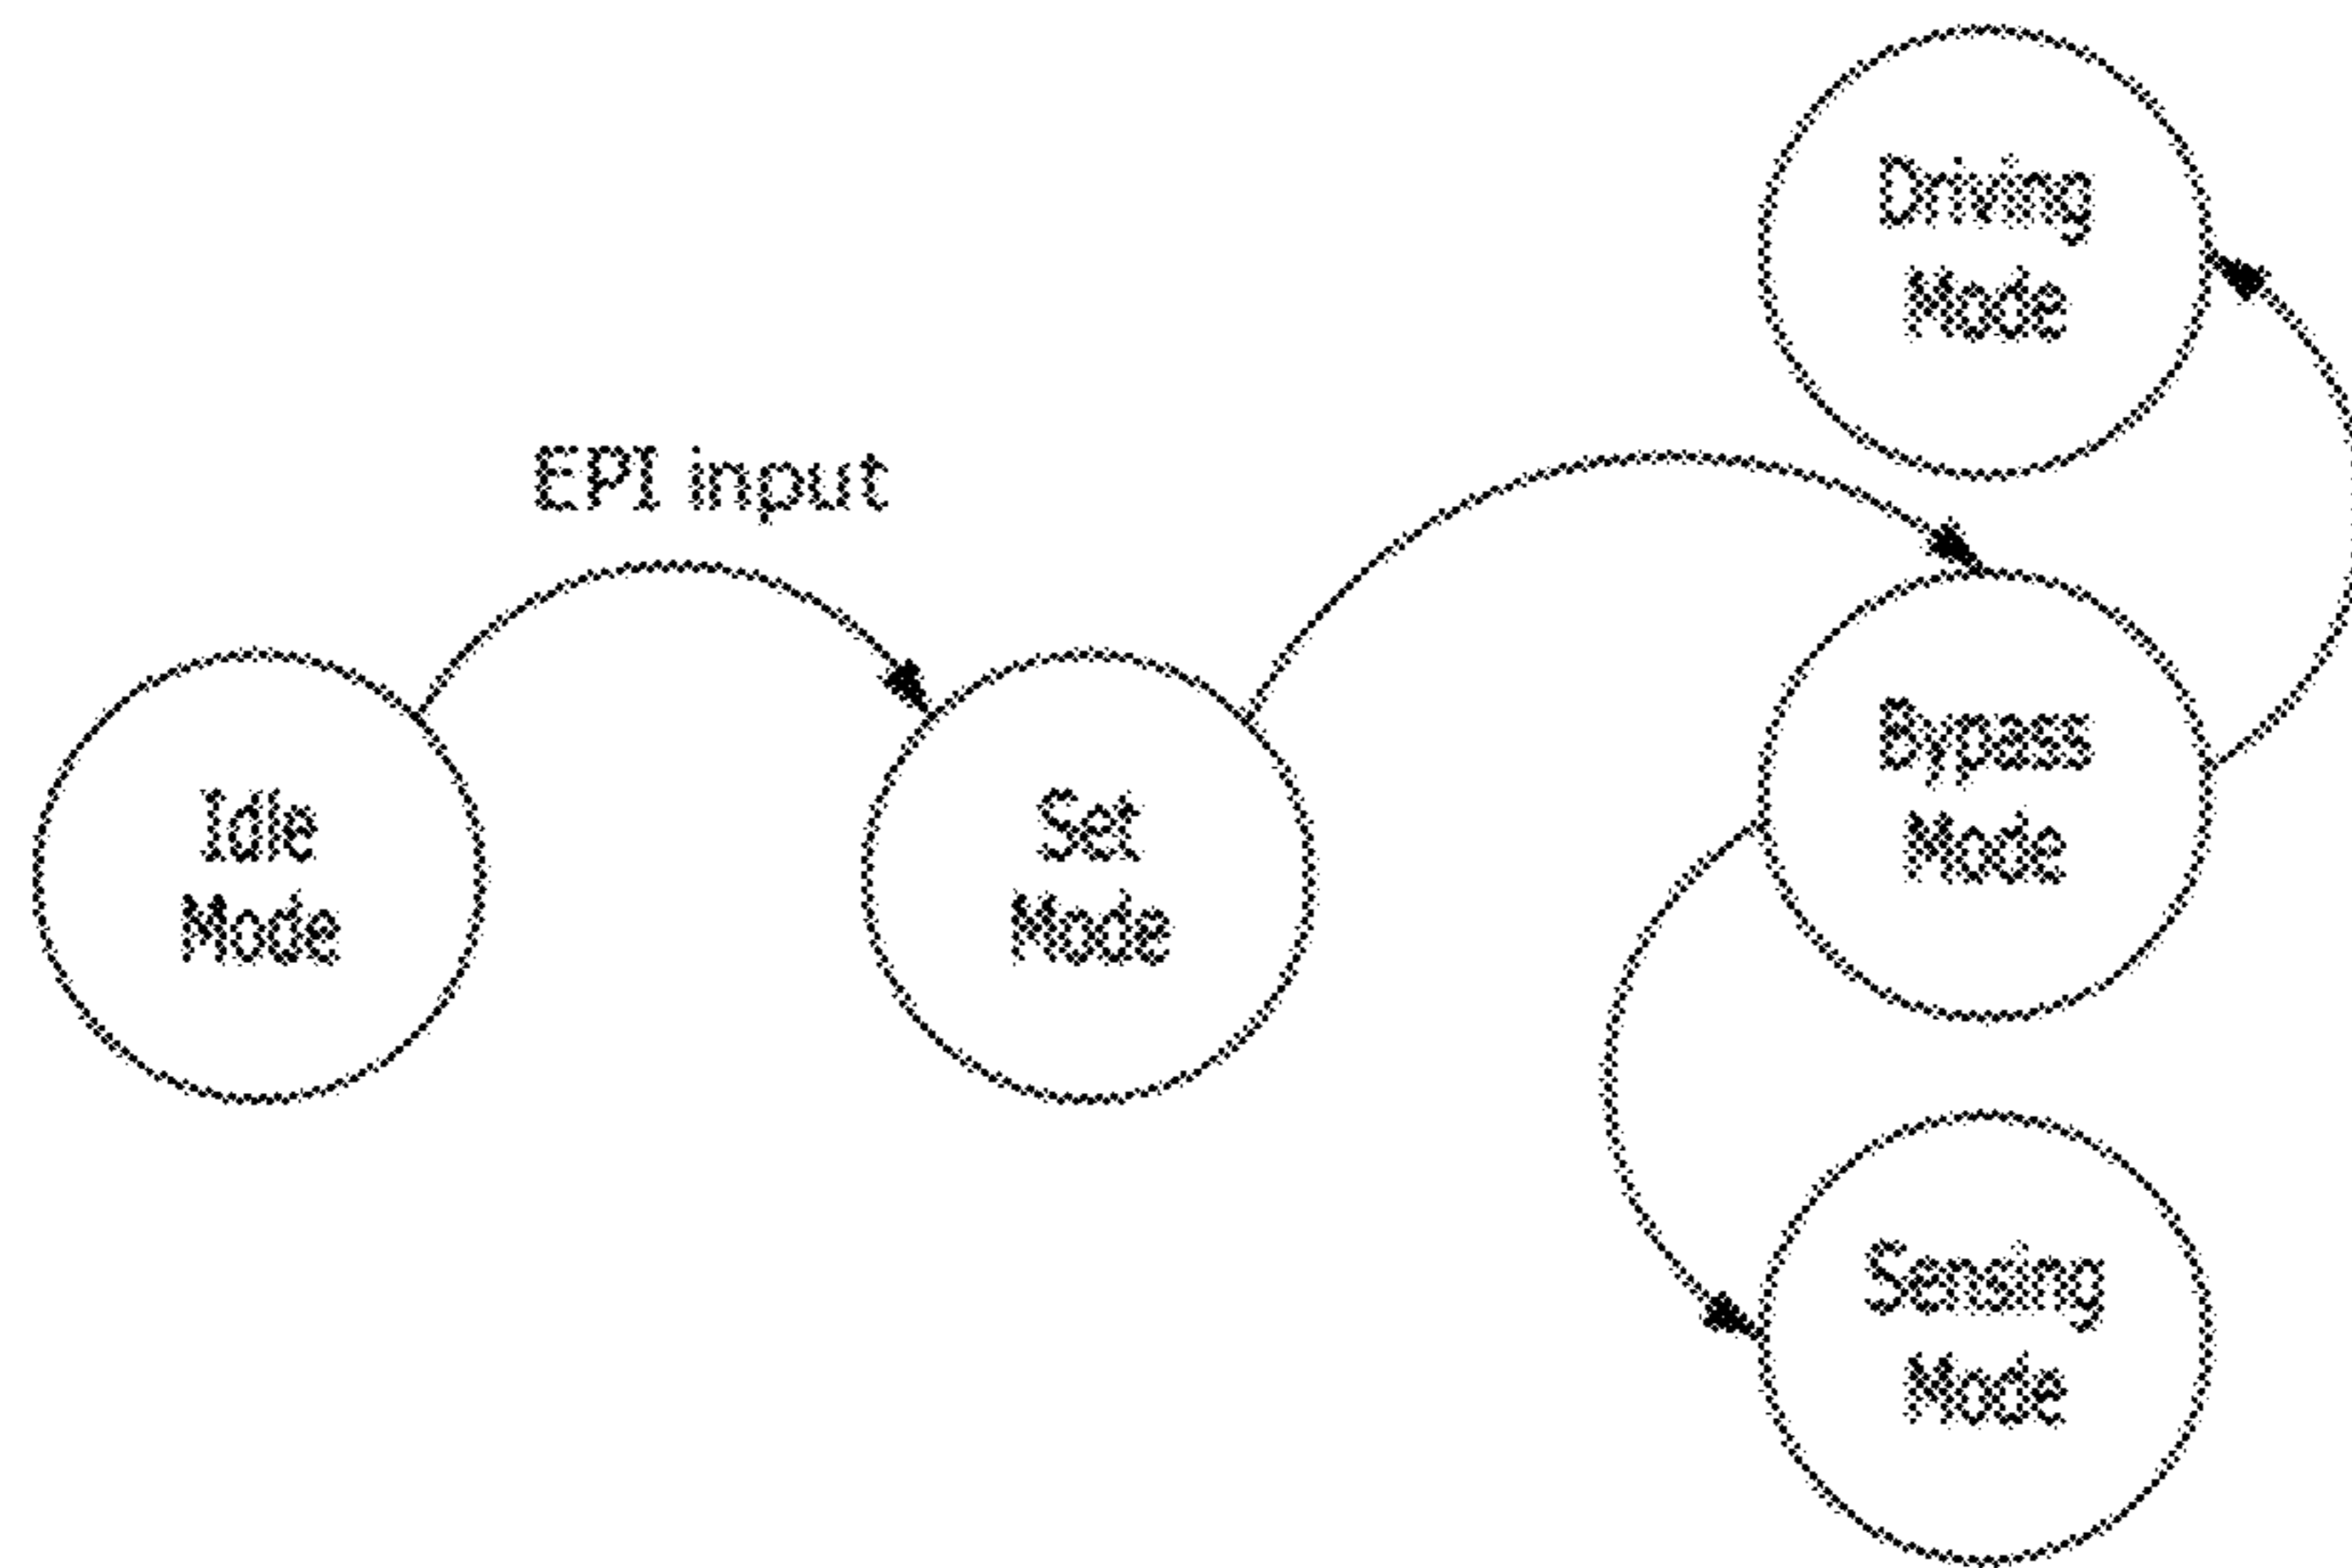 Driving
Mode
EPI input
Idle
Mode
Set
Mode
Bypass
Mode
Sensing
Mode